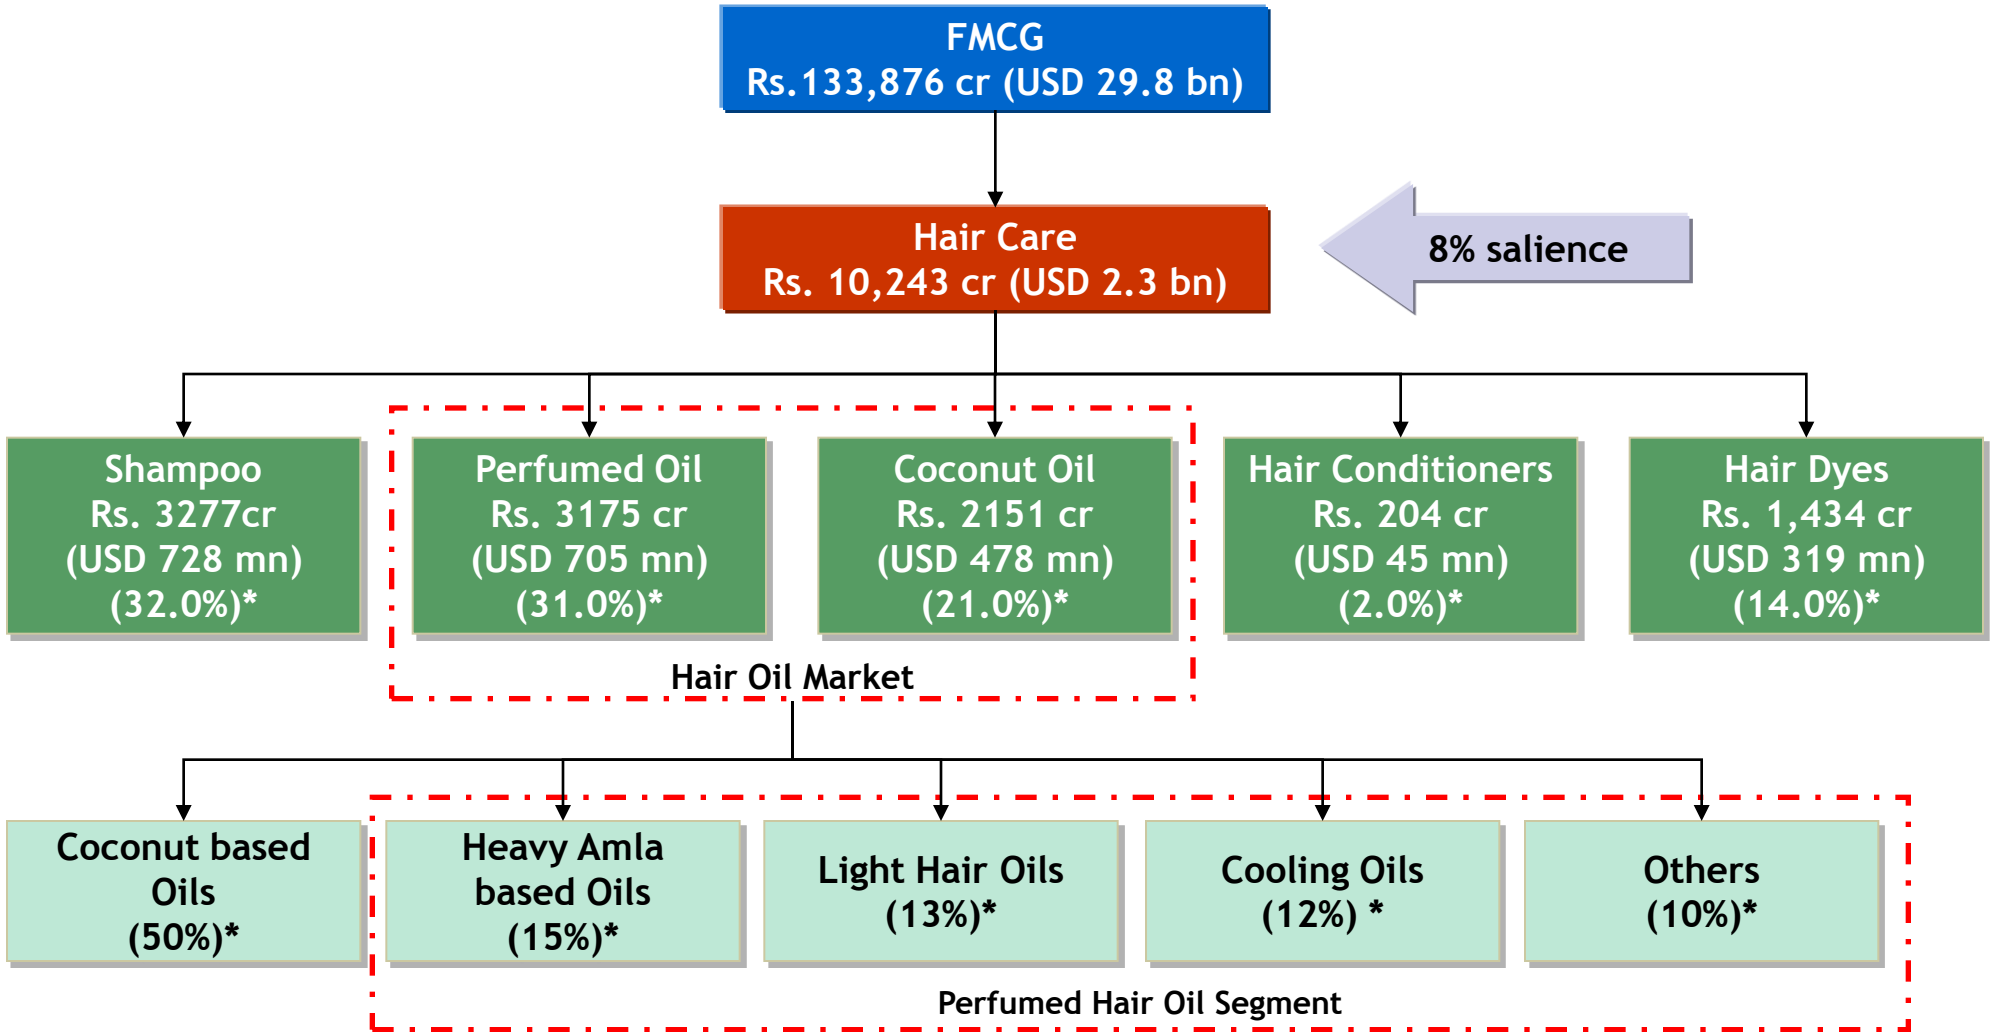 FMCG
Rs.133,876 cr (USD 29.8 bn)
Hair Care
Rs. 10,243 cr (USD 2.3 bn)
8% salience
Shampoo
Rs. 3277cr
(USD 728 mn)
(32.0%)*
Perfumed Oil
Rs. 3175 cr
(USD 705 mn)
(31.0%)*
Coconut Oil
Rs. 2151 cr
(USD 478 mn)
(21.0%)*
Hair Conditioners
Rs. 204 cr
(USD 45 mn)
(2.0%)*
Hair Dyes
Rs. 1,434 cr
(USD 319 mn)
(14.0%)*
Hair Oil Market
Coconut based
Oils
(50%)*
Heavy Amla
based Oils
(15%)*
Light Hair Oils
(13%)*
Cooling Oils
(12%) *
Others
(10%)*
Perfumed Hair Oil Segment